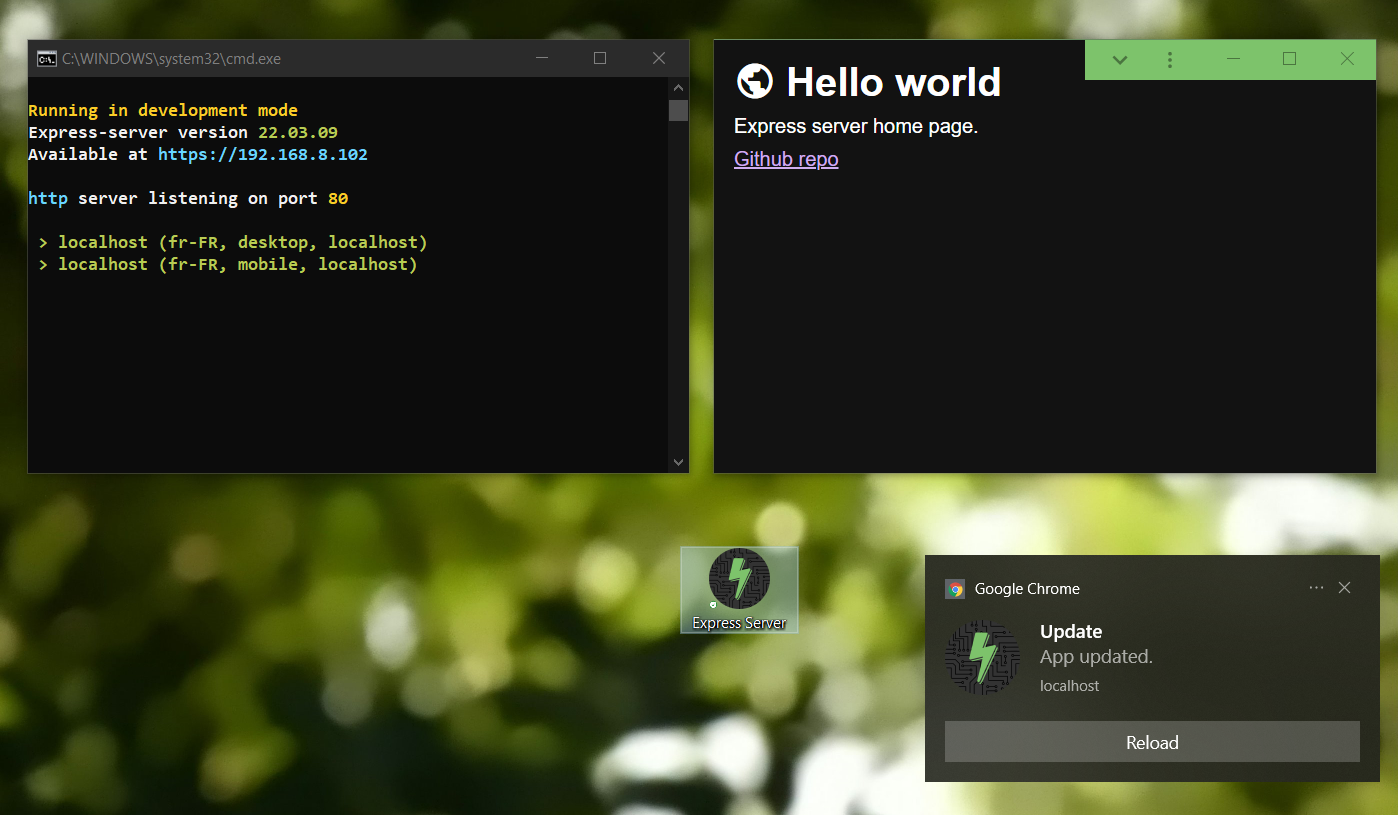 C:\WINDOWS\system32\cmd.exe
Running in development mode
Express-server version 22.03.09
Available at https://192.168.8.102
http server listening on port 80
> localhost (fr-FR, desktop, localhost)
> localhost (fr-FR, mobile, localhost)
Hello world
Express server home page.
Github repo
Express Server
Google Chrome
Update
App updated.
localhost
Reload